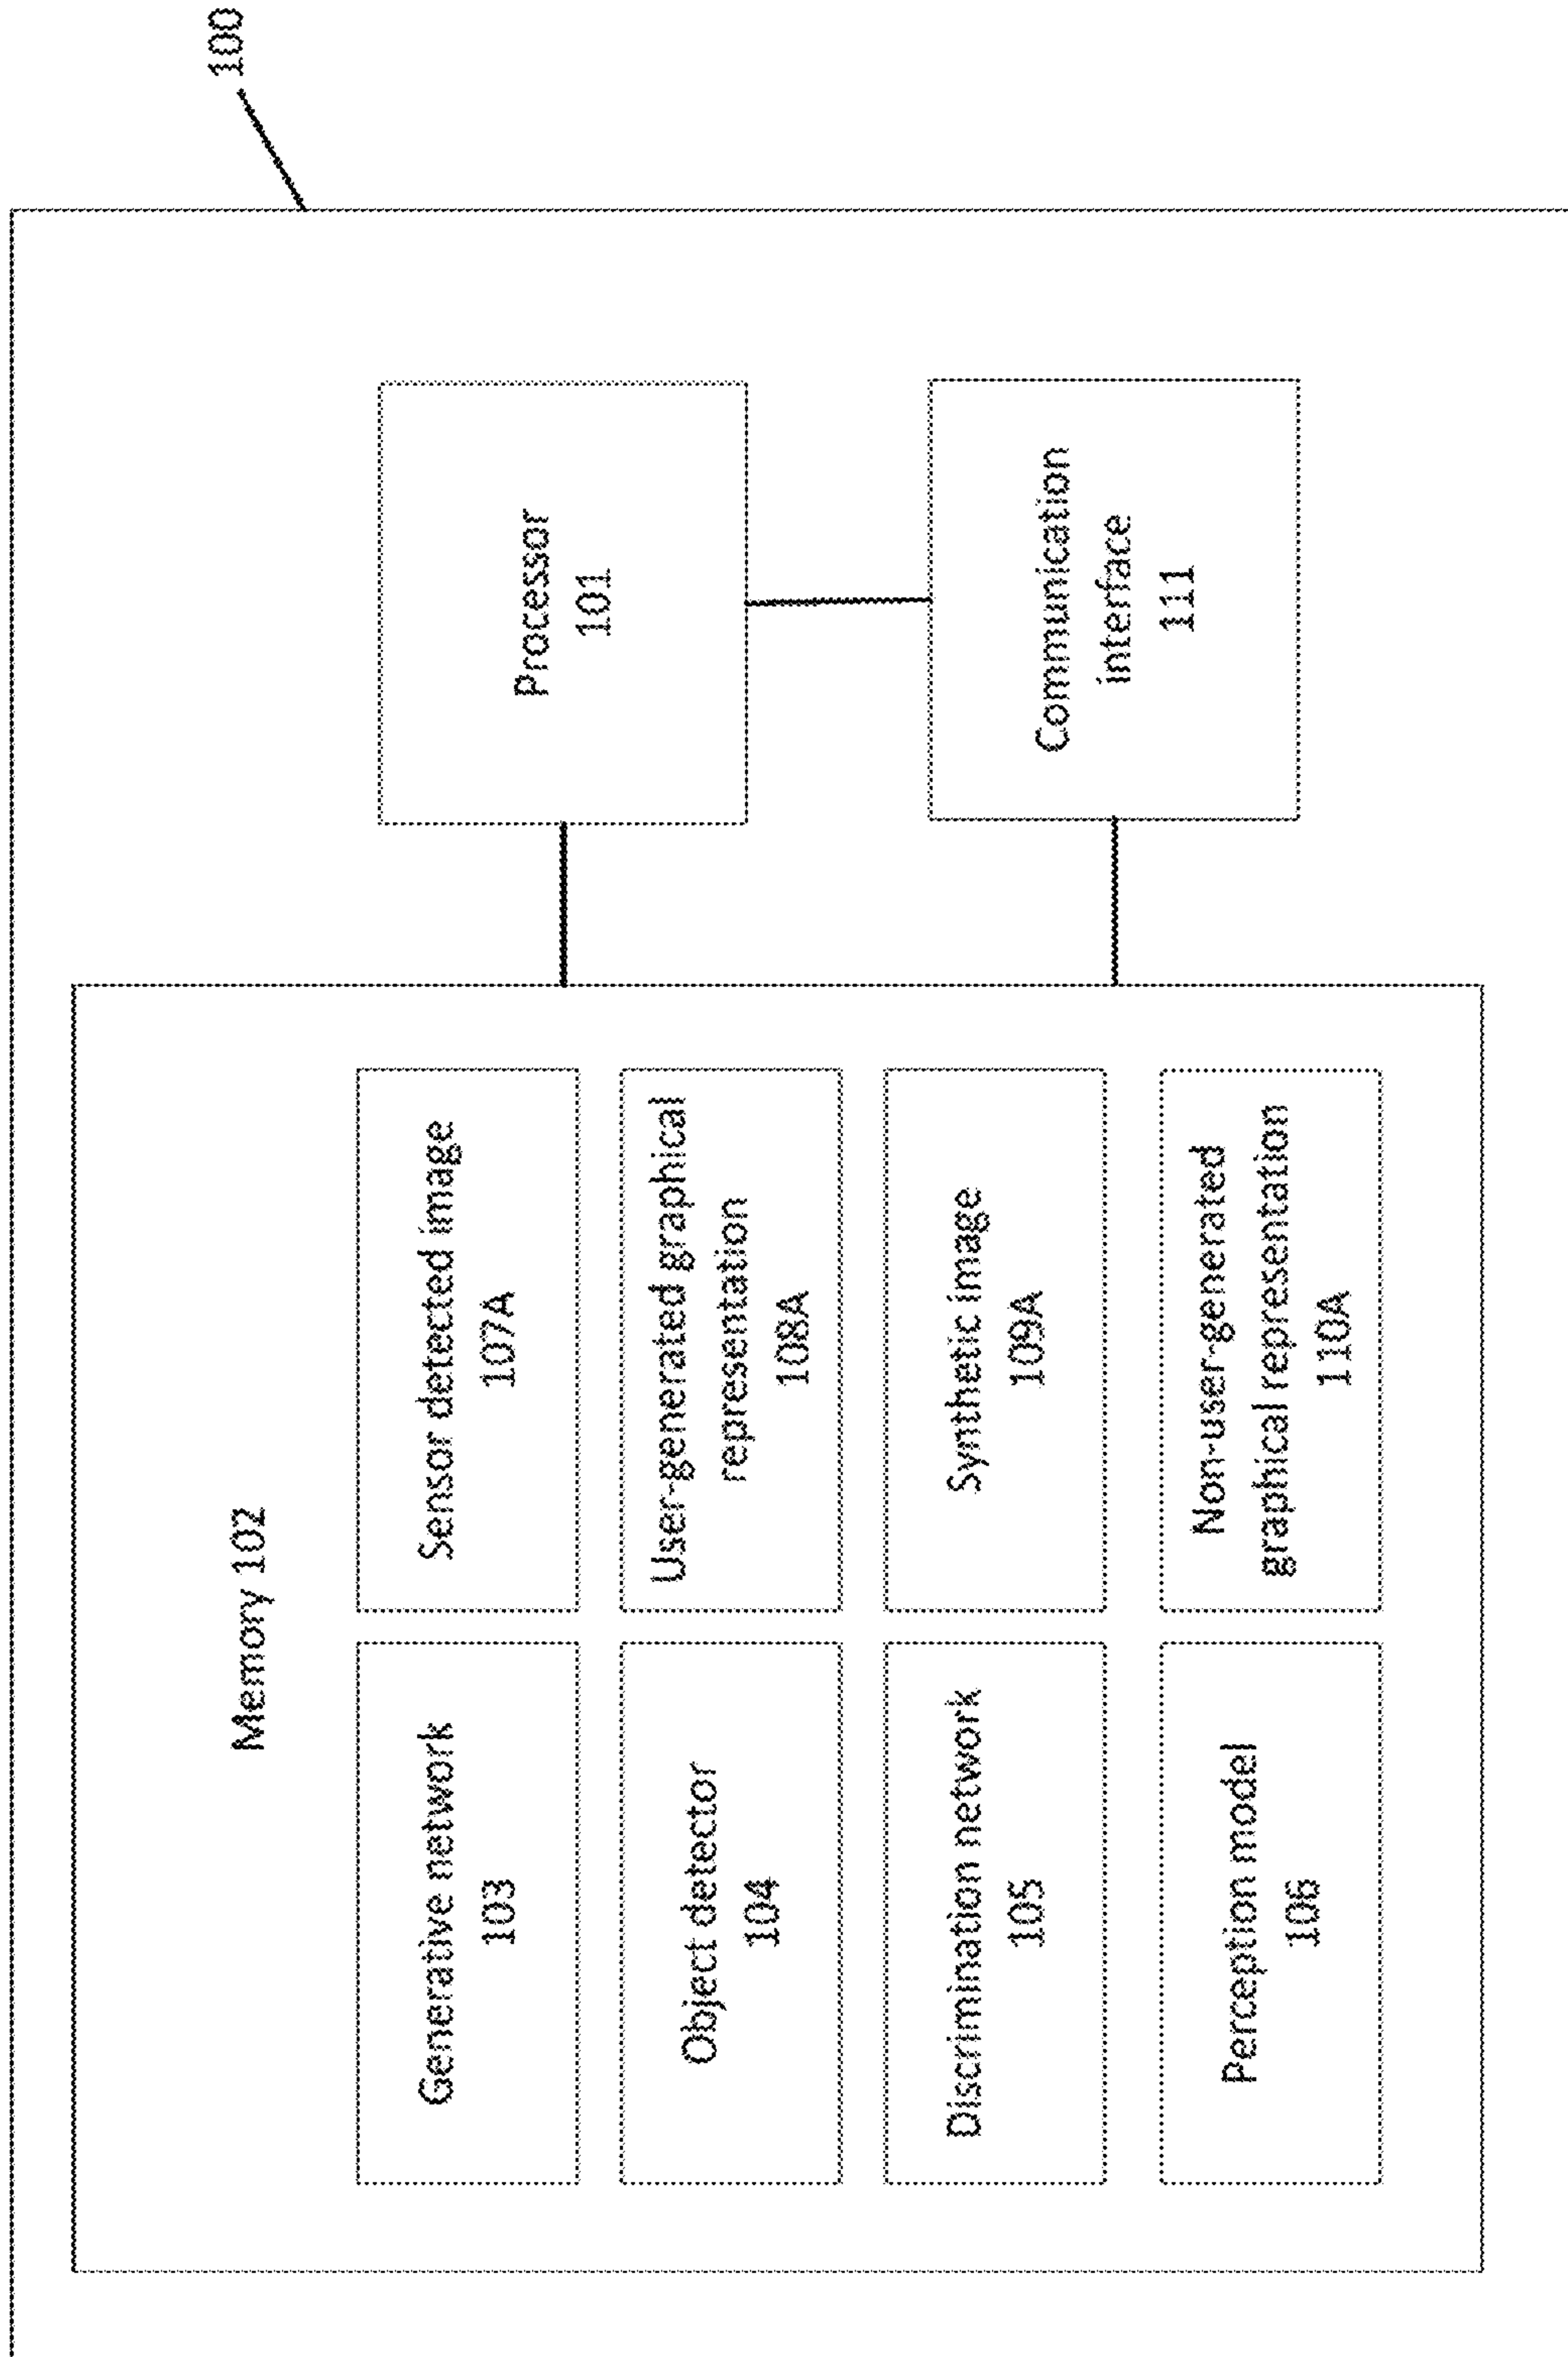 100
Memory 102
Generative network
103
Sensor detected image
107A
Object detector
104
User-generated graphical
representation
108A
Discrimination network
105
Synthetic image
109A
Perception model
106
Non-user-generated
graphical representation
110A
Processor
101
Communication
interface
111